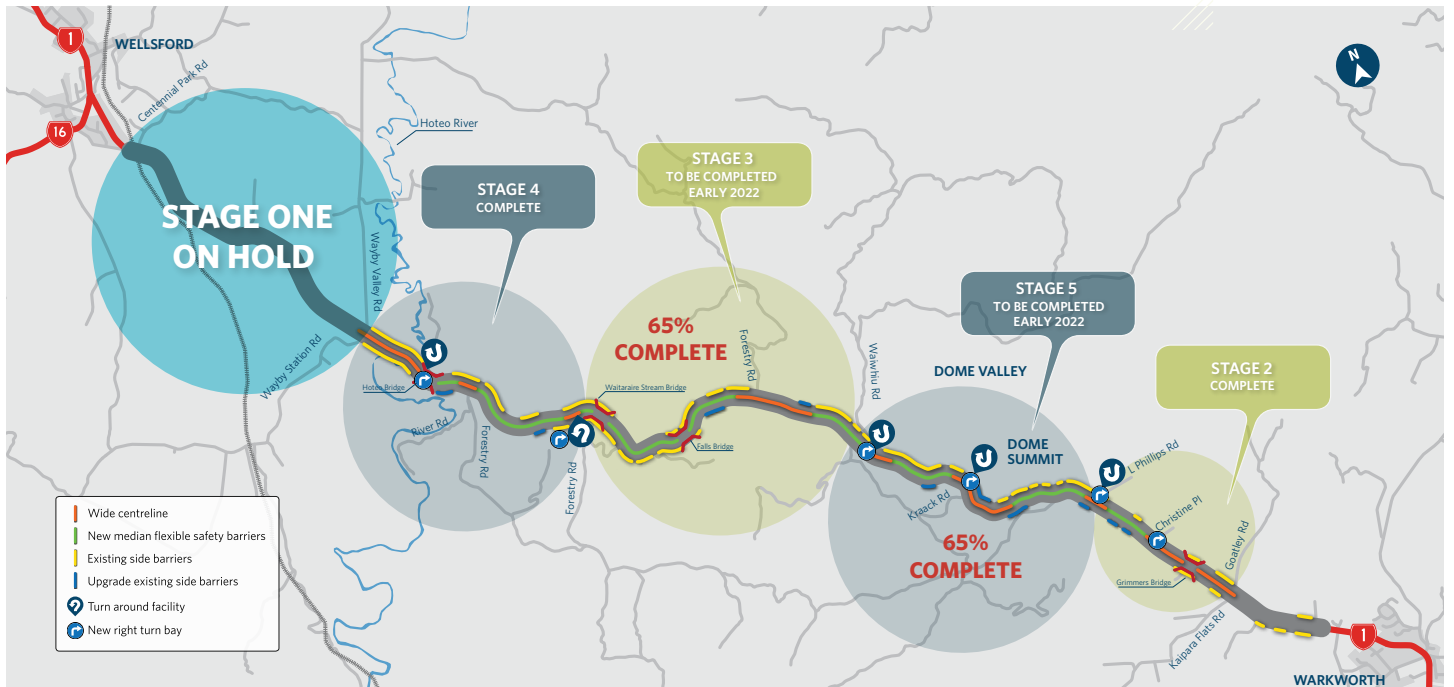 1
WELLSFORD
Centennial Park Rd
16
N
Hoteo River
STAGE ONE
ON HOLD
Wayby Valley Rd
Wayby Station Rd
STAGE 4
COMPLETE
STAGE 3
TO BE COMPLETED
EARLY 2022
65%
COMPLETE
Forestry Rd
Waitaraire Stream Bridge
Falls Bridge
Hoteo Bridge
River Rd
Forestry Rd
Forestry Rd
Waiwhiu Rd
DOME VALLEY
STAGE 5
TO BE COMPLETED
EARLY 2022
DOME
SUMMIT
Kraack Rd
65%
COMPLETE
STAGE 2
COMPLETE
L Phillips Rd
Christine Pl
Goatley Rd
Grimmers Bridge
Kaipara Flats Rd
1
WARKWORTH
Wide centreline
New median flexible safety barriers
Existing side barriers
Upgrade existing side barriers
Turn around facility
New right turn bay